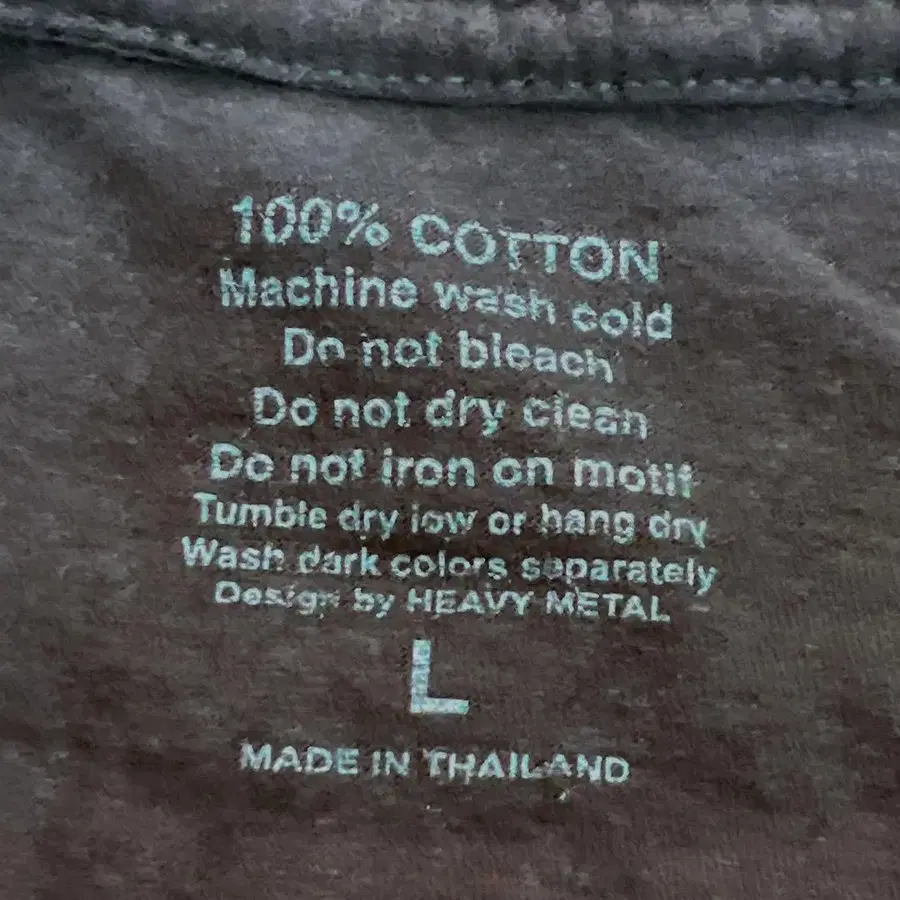 100% COTTON
Machine wash cold
Do not bleach
Do not dry clean
Do not iron on motif
Tumble dry low or hang dry
Wash dark colors separately
Design by HEAVY METAL
L
MADE IN THAILAND